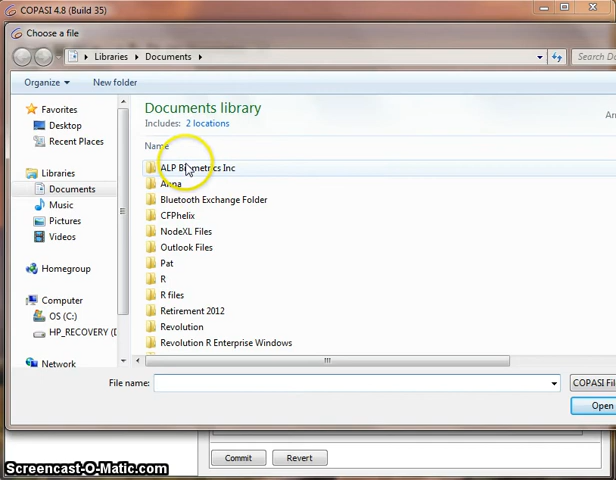 COPASI 4.8 (Build 35)
Choose a file
Libraries Documents
Search Do
Organize New folder
Favorites
Desktop
Recent Places
Libraries
Documents
Music
Pictures
Videos
Homegroup
Computer
OS (C:)
HP_RECOVERY (D
Network
Documents library
Includes: 2 locations
Ar
Name
ALP Biometrics Inc
Anna
Bluetooth Exchange Folder
CFPhelix
NodeXL Files
Outlook Files
Pat
R
R files
Retirement 2012
Revolution
Revolution R Enterprise Windows
File name:
COPASI Fil
Open
Commit Revert
Screencast-O-Matic.com